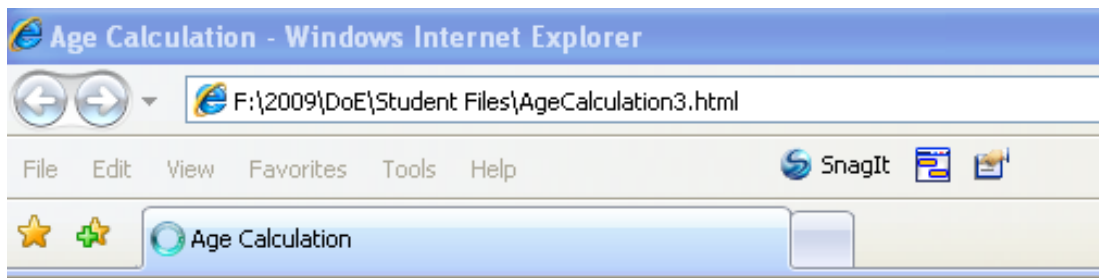 Age Calculation - Windows Internet Explorer
F:\2009\DoE\Student Files\AgeCalculation3.html
File Edit View Favorites Tools Help SnagIt
Age Calculation